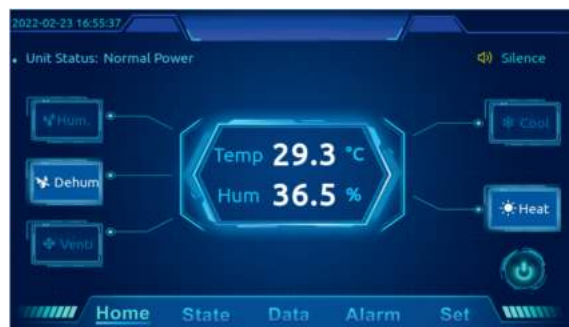 2022-02-23 16:55:37
Unit Status: Normal Power
Silence
Hum.
Cool
Temp 29.3 °C
Dehum
Hum 36.5 %
Heat
Venti
Home State Data Alarm Set